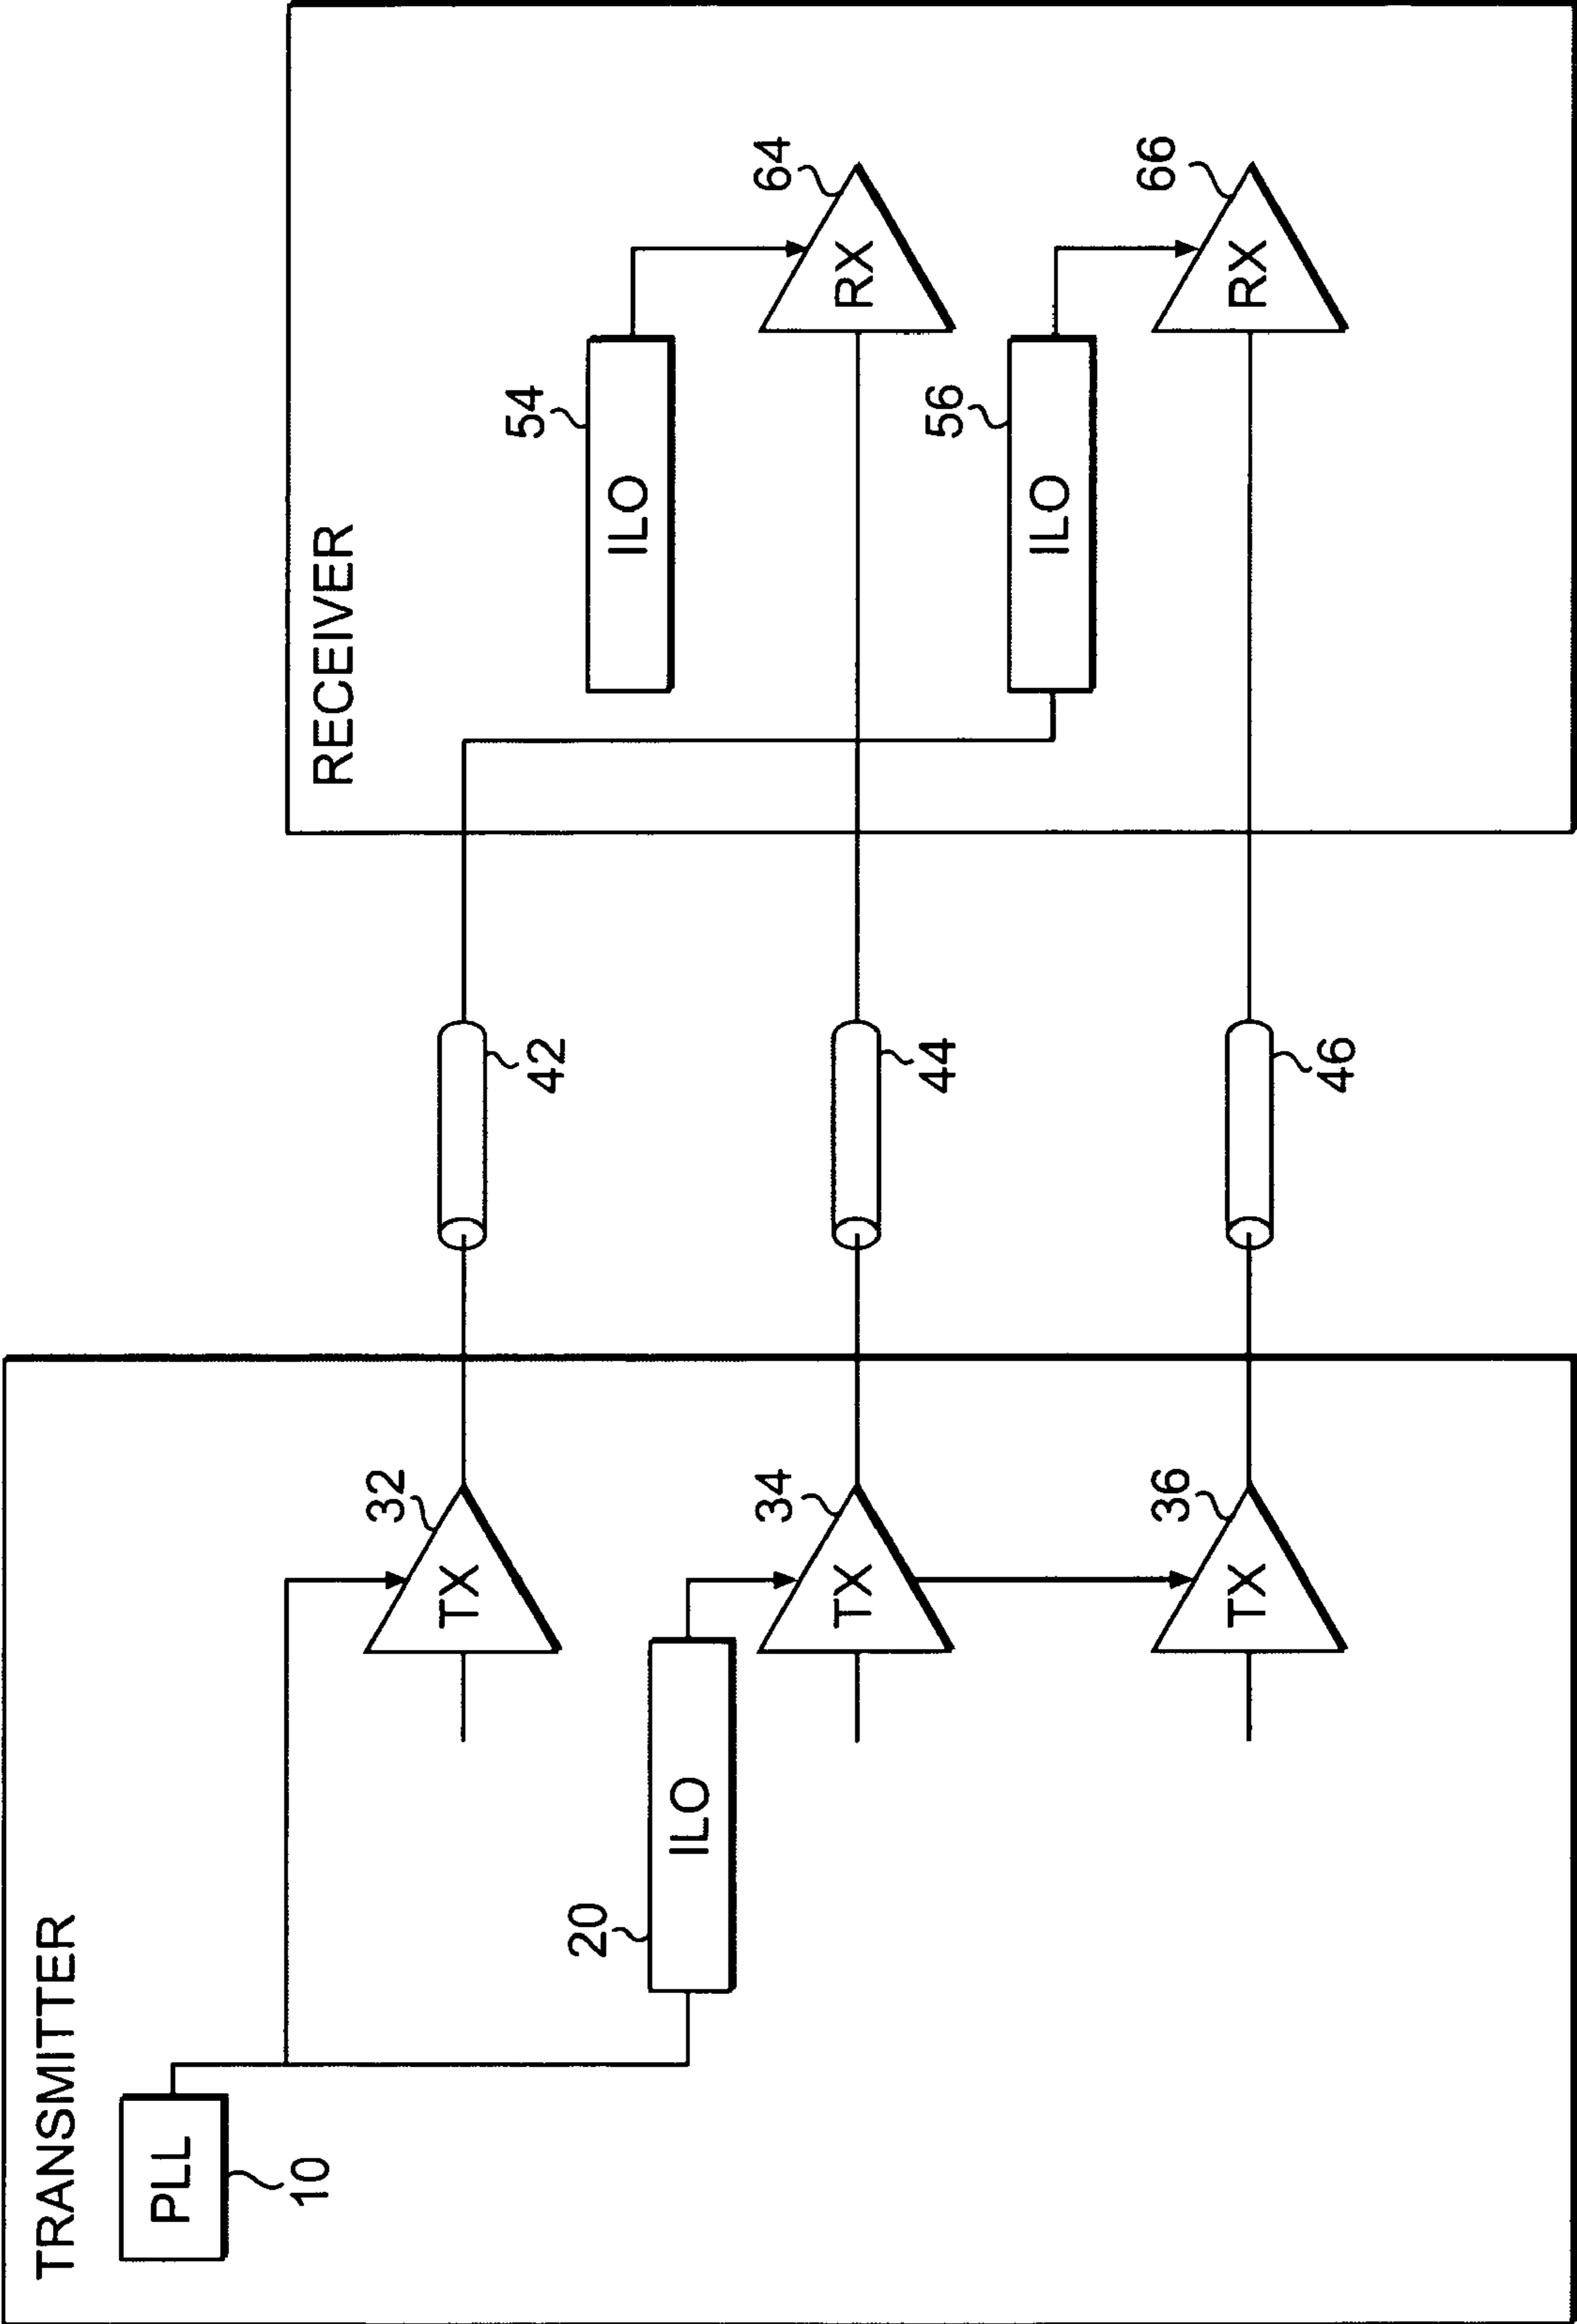 TRANSMITTER
PLL
10
20
ILO
32
TX
34
TX
36
TX
42
44
46
RECEIVER
54
ILO
64
RX
56
ILO
66
RX